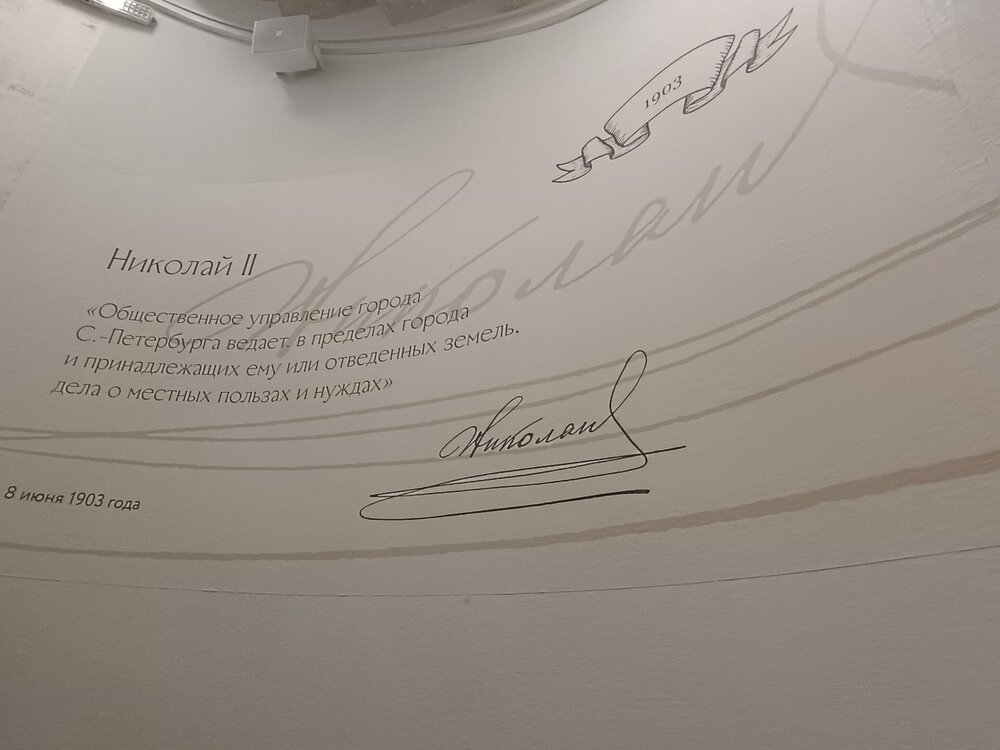 1903
Николай II
«Общественное управление города
С.-Петербурга ведает, в пределах города
и принадлежащих ему или отведенных земель.
дела о местных пользах и нуждах»
Николай
Николай
8 июня 1903 года